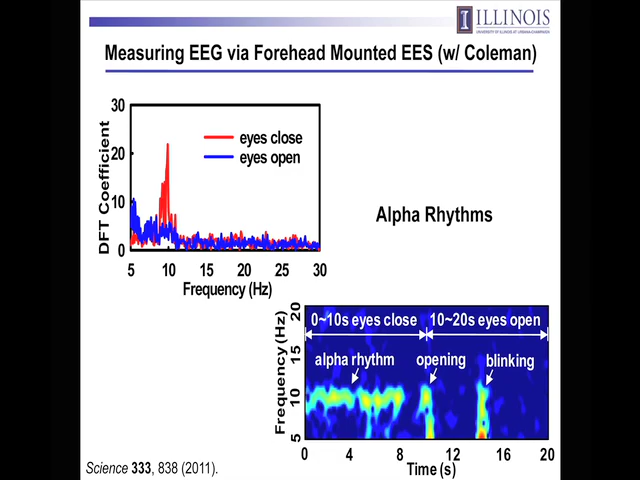 ILLINOIS
UNIVERSITY OF ILLINOIS AT URBANA-CHAMPAIGN
Measuring EEG via Forehead Mounted EES (w/ Coleman)
30
20
10
0
DFT Coefficient
eyes close
eyes open
5 10 15 20 25 30
Frequency (Hz)
Alpha Rhythms
20
15
10
5
Frequency (Hz)
0~10s eyes close 10~20s eyes open
alpha rhythm opening blinking
0 4 8 12 16 20
Time (s)
Science 333, 838 (2011).